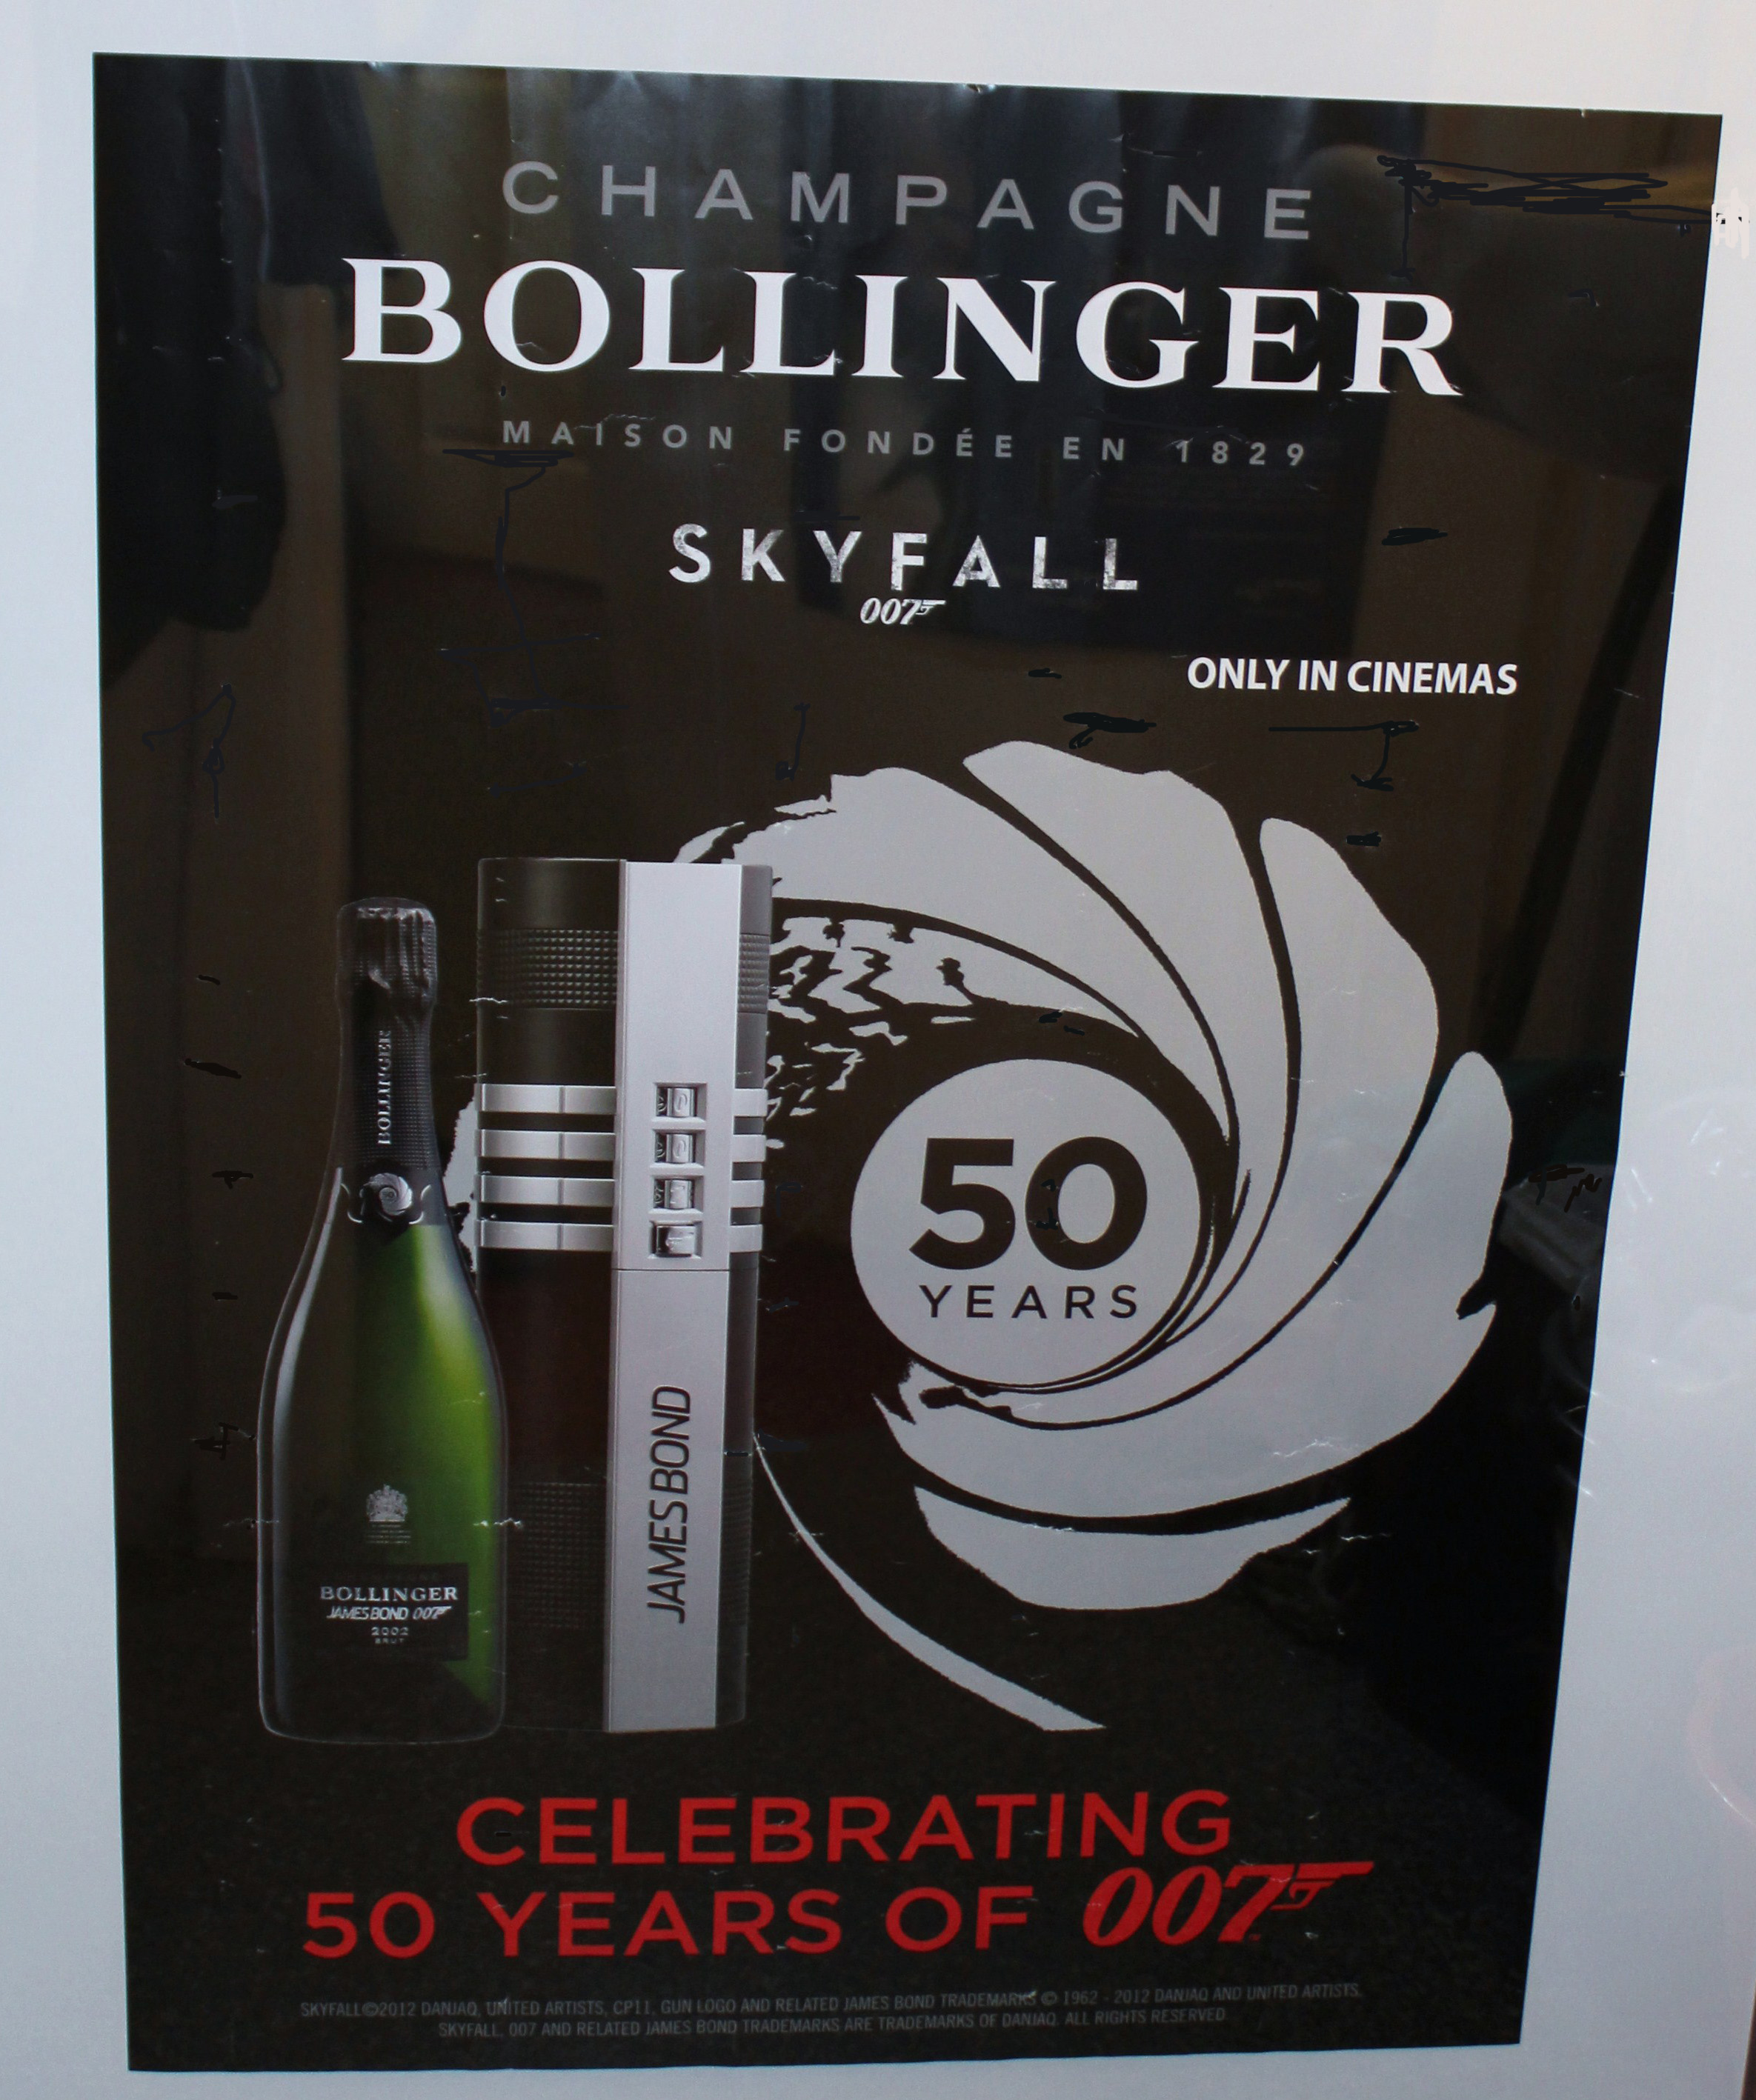 CHAMPAGNE
BOLLINGER
MAISON FONDÉE EN 1829
SKYFALL
007
ONLY IN CINEMAS
50
YEARS
BOLLINGER
JAMES BOND
BOLLINGER
JAMES BOND 007
2002
BRUT
CELEBRATING
50 YEARS OF 007
SKYFALL©2012 DANJAQ, UNITED ARTISTS, CPII, GUN LOGO AND RELATED JAMES BOND TRADEMARKS © 1962 - 2012 DANJAQ AND UNITED ARTISTS.
SKYFALL, 007 AND RELATED JAMES BOND TRADEMARKS ARE TRADEMARKS OF DANJAQ. ALL RIGHTS RESERVED